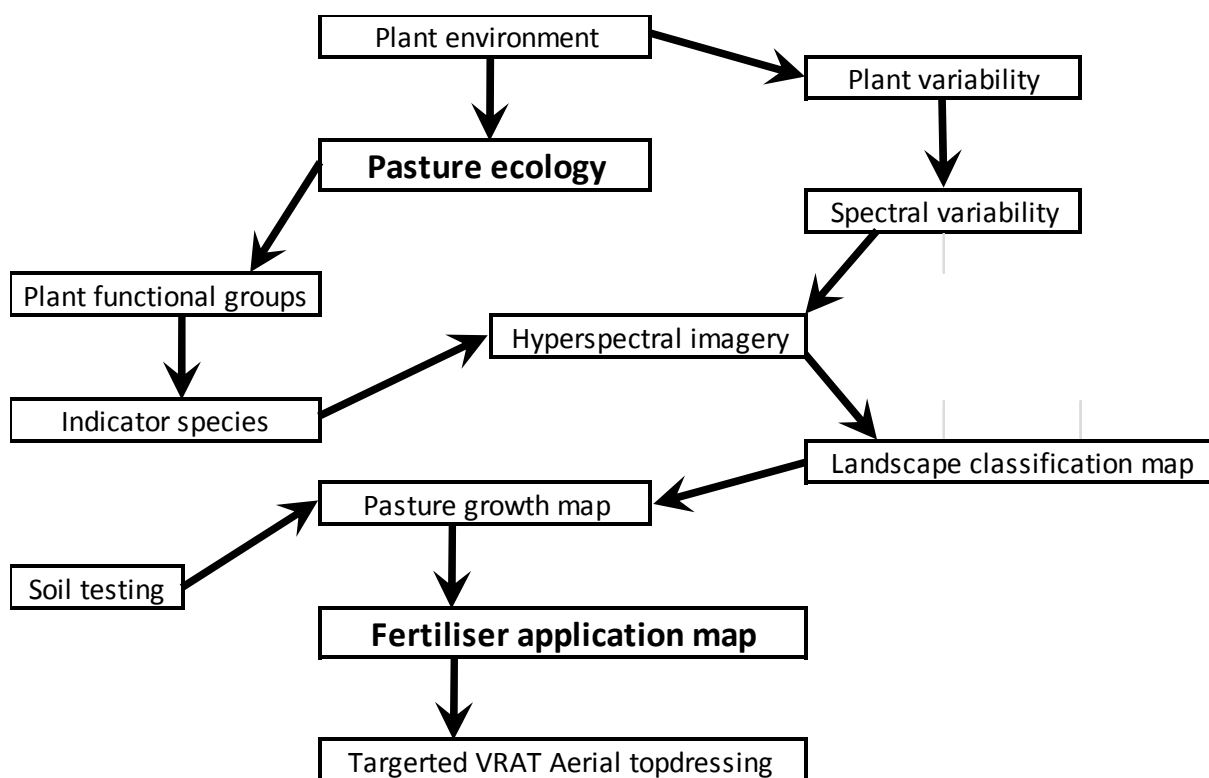 Plant environment
Plant variability
Pasture ecology
Spectral variability
Plant functional groups
Hyperspectral imagery
Indicator species
Landscape classification map
Pasture growth map
Soil testing
Fertiliser application map
Targerted VRAT Aerial topdressing